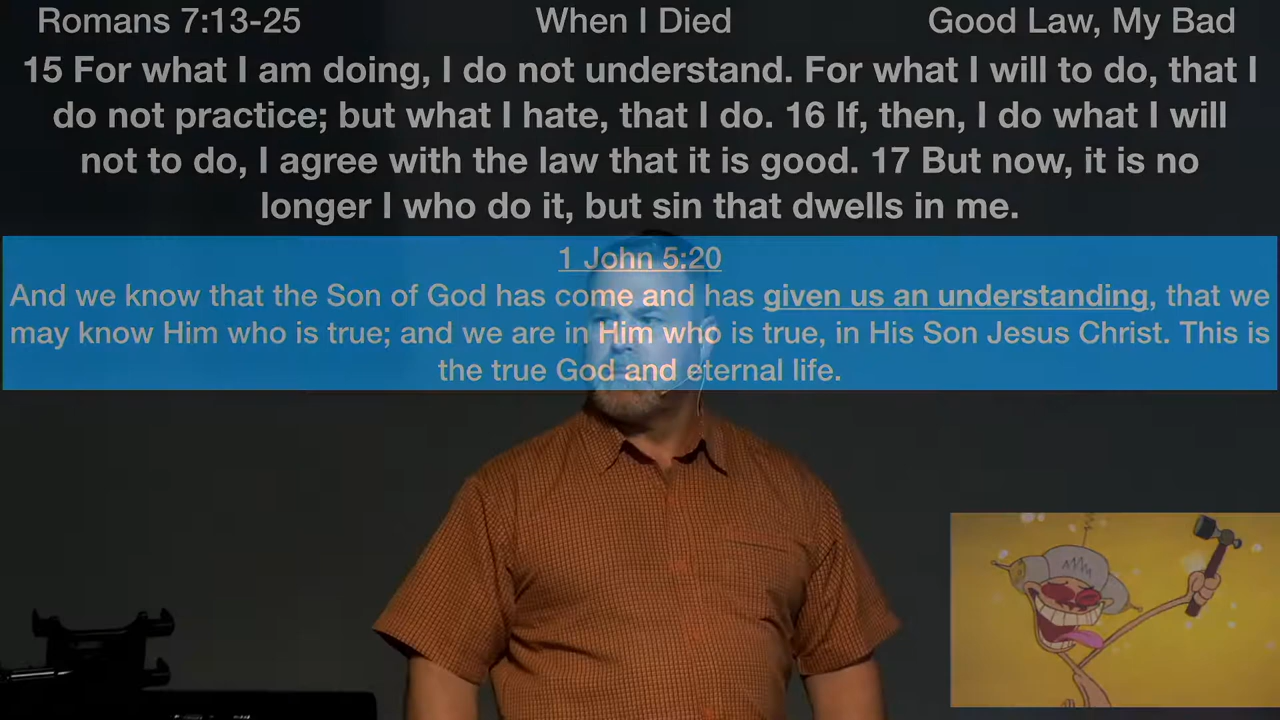 Romans 7:13-25 When I Died Good Law, My Bad
15 For what I am doing, I do not understand. For what I will to do, that I
do not practice; but what I hate, that I do. 16 If, then, I do what I will
not to do, I agree with the law that it is good. 17 But now, it is no
longer I who do it, but sin that dwells in me.
1 John 5:20
And we know that the Son of God has come and has given us an understanding, that we
may know Him who is true; and we are in Him who is true, in His Son Jesus Christ. This is
the true God and eternal life.